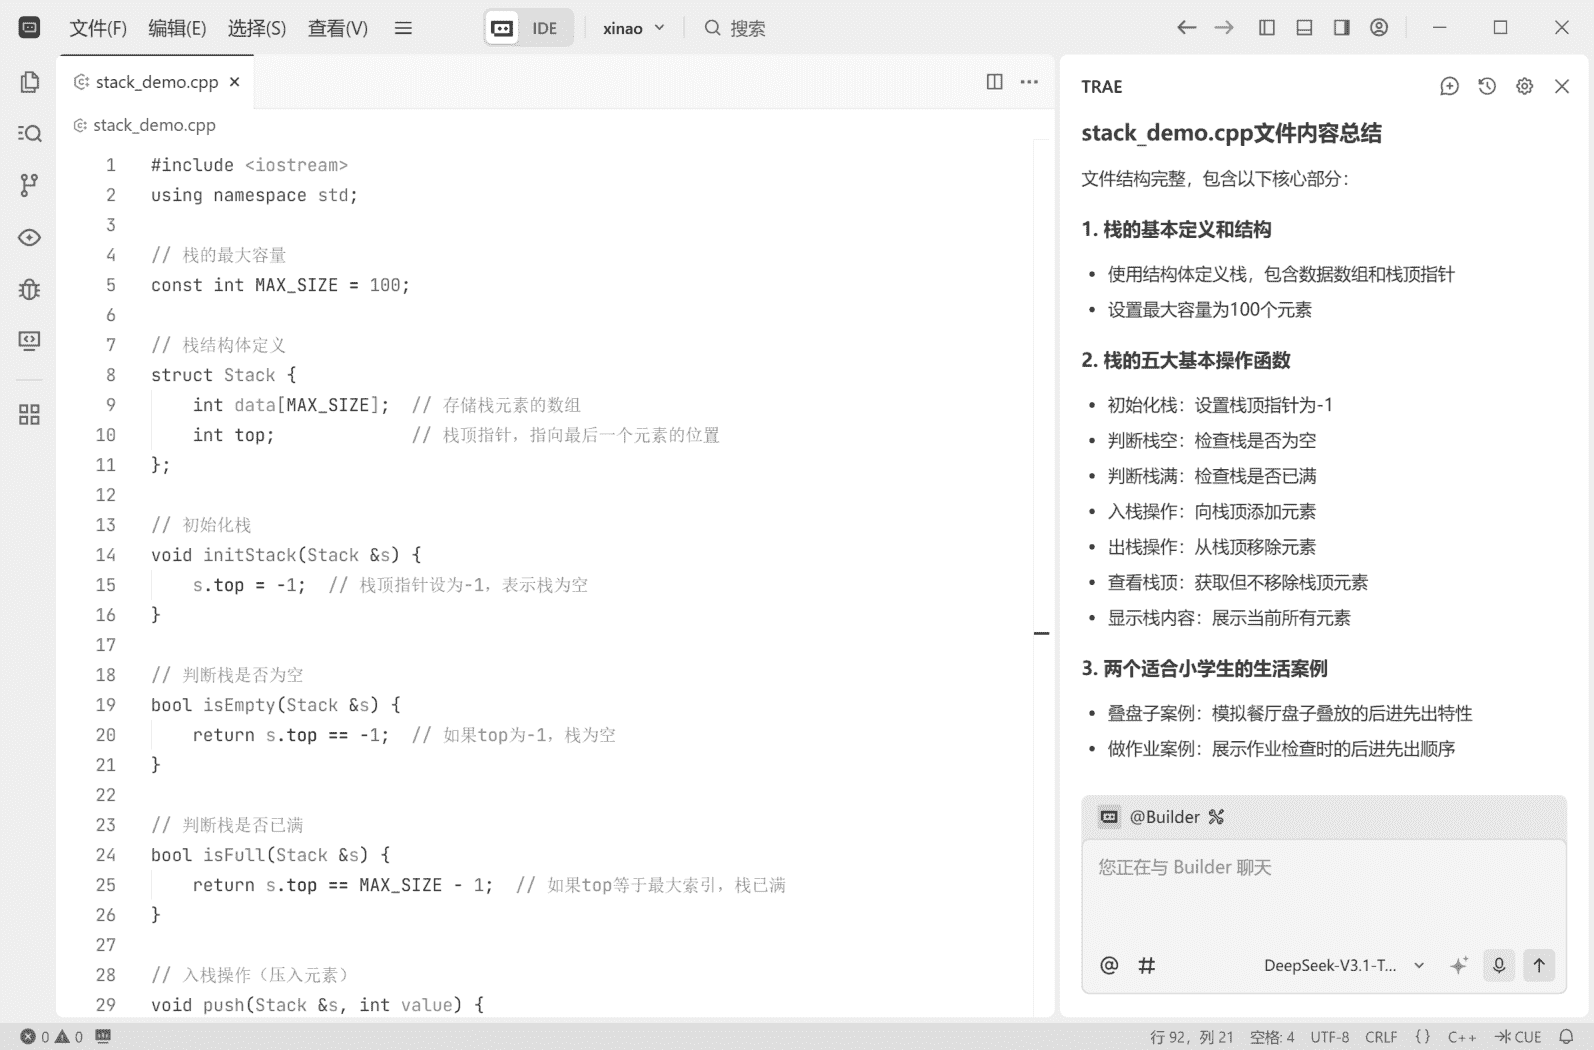 文件(F) 编辑(E) 选择(S) 查看(V) IDE xinao 搜索
stack_demo.cpp
stack_demo.cpp
1 #include <iostream>
2 using namespace std;
3
4 // 栈的最大容量
5 const int MAX_SIZE = 100;
6
7 // 栈结构体定义
8 struct Stack {
9 int data[MAX_SIZE]; // 存储栈元素的数组
10 int top; // 栈顶指针，指向最后一个元素的位置
11 };
12
13 // 初始化栈
14 void initStack(Stack &s) {
15 s.top = -1; // 栈顶指针设为-1，表示栈为空
16 }
17
18 // 判断栈是否为空
19 bool isEmpty(Stack &s) {
20 return s.top == -1; // 如果top为-1，栈为空
21 }
22
23 // 判断栈是否已满
24 bool isFull(Stack &s) {
25 return s.top == MAX_SIZE - 1; // 如果top等于最大索引，栈已满
26 }
27
28 // 入栈操作（压入元素）
29 void push(Stack &s, int value) {
TRAE
stack_demo.cpp文件内容总结
文件结构完整，包含以下核心部分：
1. 栈的基本定义和结构
• 使用结构体定义栈，包含数据数组和栈顶指针
• 设置最大容量为100个元素
2. 栈的五大基本操作函数
• 初始化栈：设置栈顶指针为-1
• 判断栈空：检查栈是否为空
• 判断栈满：检查栈是否已满
• 入栈操作：向栈顶添加元素
• 出栈操作：从栈顶移除元素
• 查看栈顶：获取但不移除栈顶元素
• 显示栈内容：展示当前所有元素
3. 两个适合小学生的生活案例
• 叠盘子案例：模拟餐厅盘子叠放的后进先出特性
• 做作业案例：展示作业检查时的后进先出顺序
@Builder
您正在与 Builder 聊天
@ # DeepSeek-V3.1-T...
0 0 行 92，列 21 空格: 4 UTF-8 CRLF {} C++ CUE